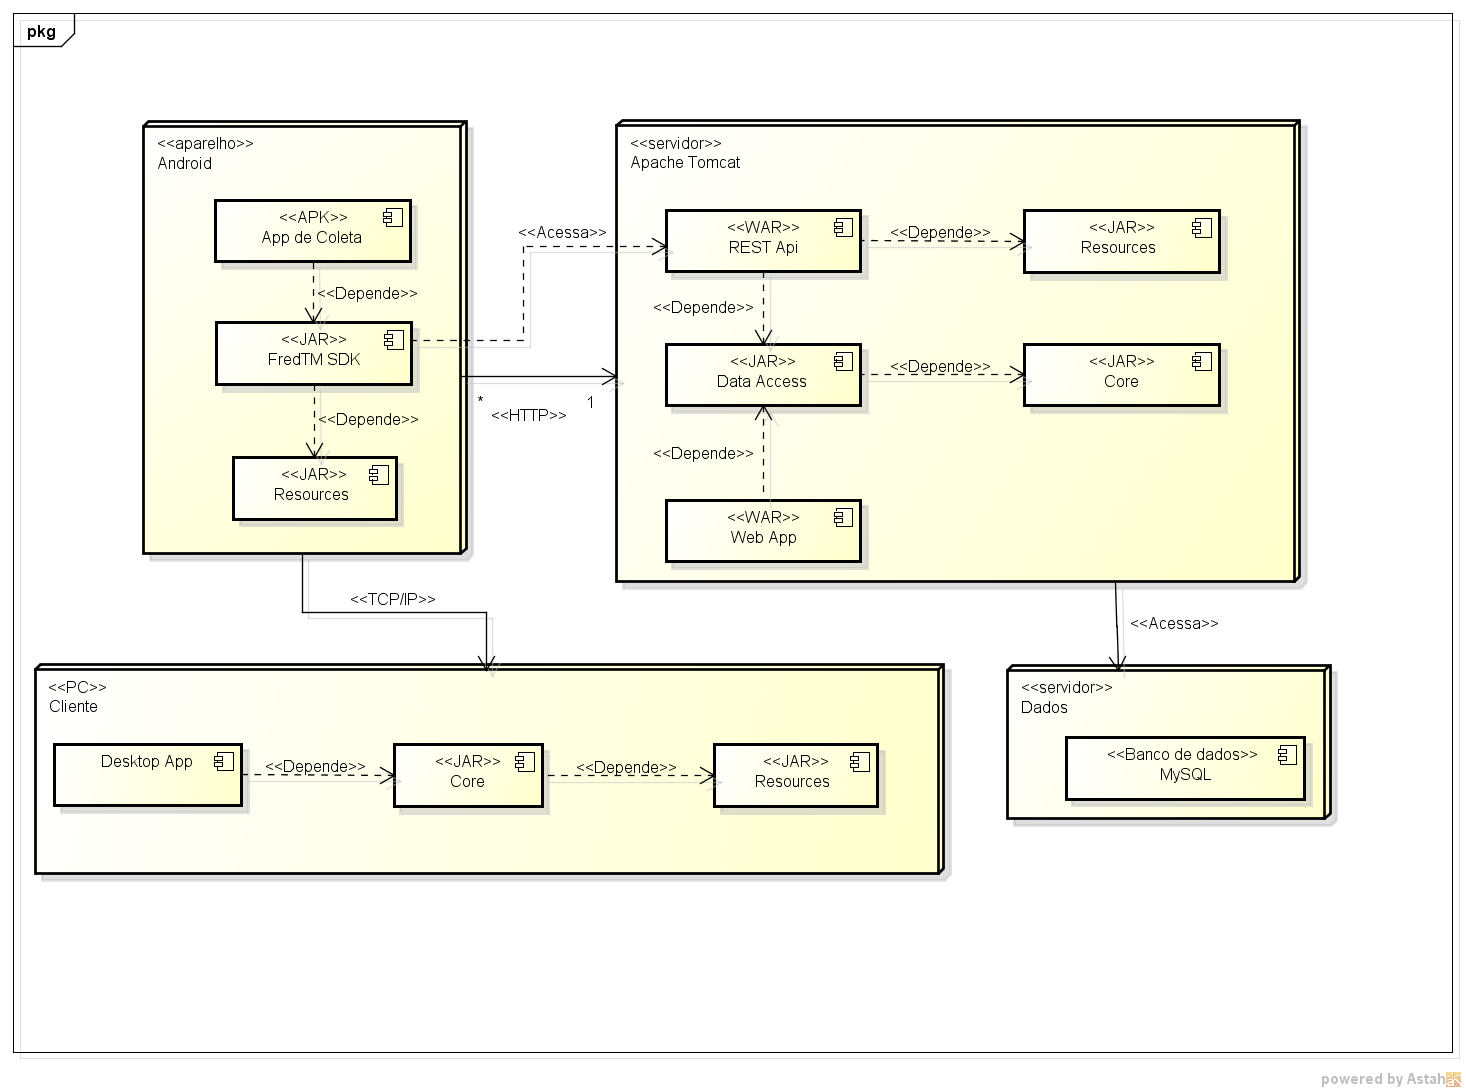 pkg
<<aparelho>>
Android
<<APK>>
App de Coleta
<<Depende>>
<<JAR>>
FredTM SDK
<<Depende>>
<<JAR>>
Resources
<<Acessa>>
* 1
<<HTTP>>
<<servidor>>
Apache Tomcat
<<WAR>>
REST Api
<<Depende>>
<<JAR>>
Resources
<<Depende>>
<<JAR>>
Data Access
<<Depende>>
<<JAR>>
Core
<<Depende>>
<<WAR>>
Web App
<<TCP/IP>>
<<Acessa>>
<<PC>>
Cliente
Desktop App
<<Depende>>
<<JAR>>
Core
<<Depende>>
<<JAR>>
Resources
<<servidor>>
Dados
<<Banco de dados>>
MySQL
powered by Astah